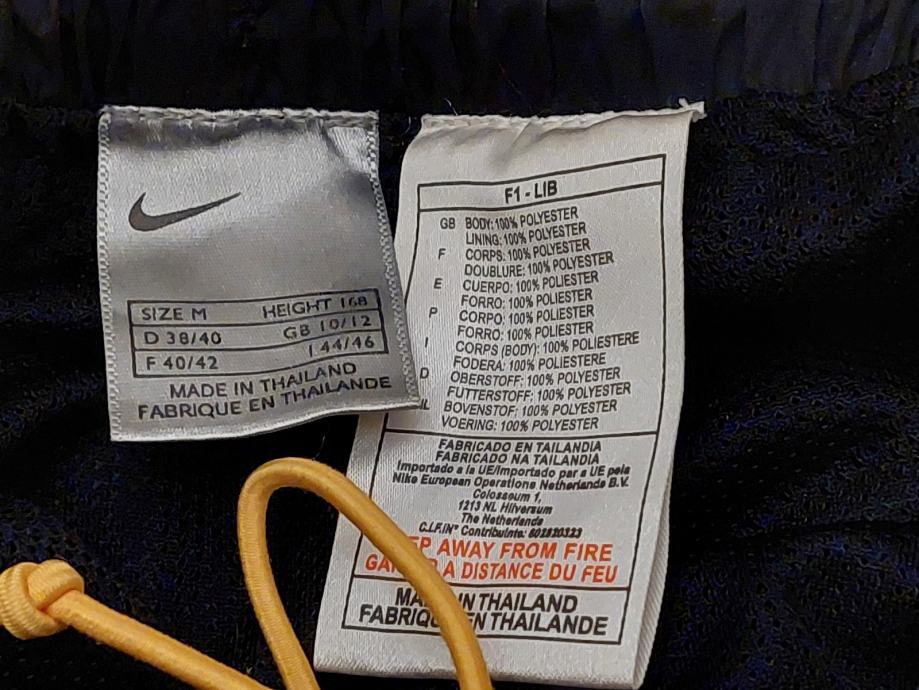 SIZE M HEIGHT 168
D 38/40 GB 10/12
F 40/42 I 44/46
MADE IN THAILAND
FABRIQUE EN THAILANDE
F1 - LIB
GB BODY: 100% POLYESTER
LINING: 100% POLYESTER
F CORPS: 100% POLYESTER
DOUBLURE: 100% POLYESTER
E CUERPO: 100% POLYESTER
FORRO: 100% POLIESTER
P CORPO: 100% POLIESTER
FORRO: 100% POLIESTER
I CORPS (BODY): 100% POLIESTERE
FODERA: 100% POLIESTERE
D OBERSTOFF: 100% POLYESTER
FUTTERSTOFF: 100% POLYESTER
BOVENSTOF: 100% POLYESTER
VOERING: 100% POLYESTER
FABRICADO EN TAILANDIA
FABRICADO NA TAILANDIA
Importado a la UE/Importado par a UE pela
Nike European Operations Netherlands B.V.
Colosseum 1,
1213 NL Hilversum
The Netherlands
C.I.F./N° Contribuinte:
AWAY FROM FIRE
A DISTANCE DU FEU
IN THAILAND
FABRIQUE EN THAILANDE